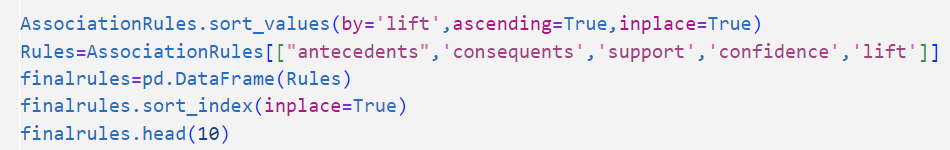 AssociationRules.sort_values(by='lift',ascending=True,inplace=True)
Rules=AssociationRules[["antecedents",'consequents','support','confidence','lift']]
finalrules=pd.DataFrame(Rules)
finalrules.sort_index(inplace=True)
finalrules.head(10)